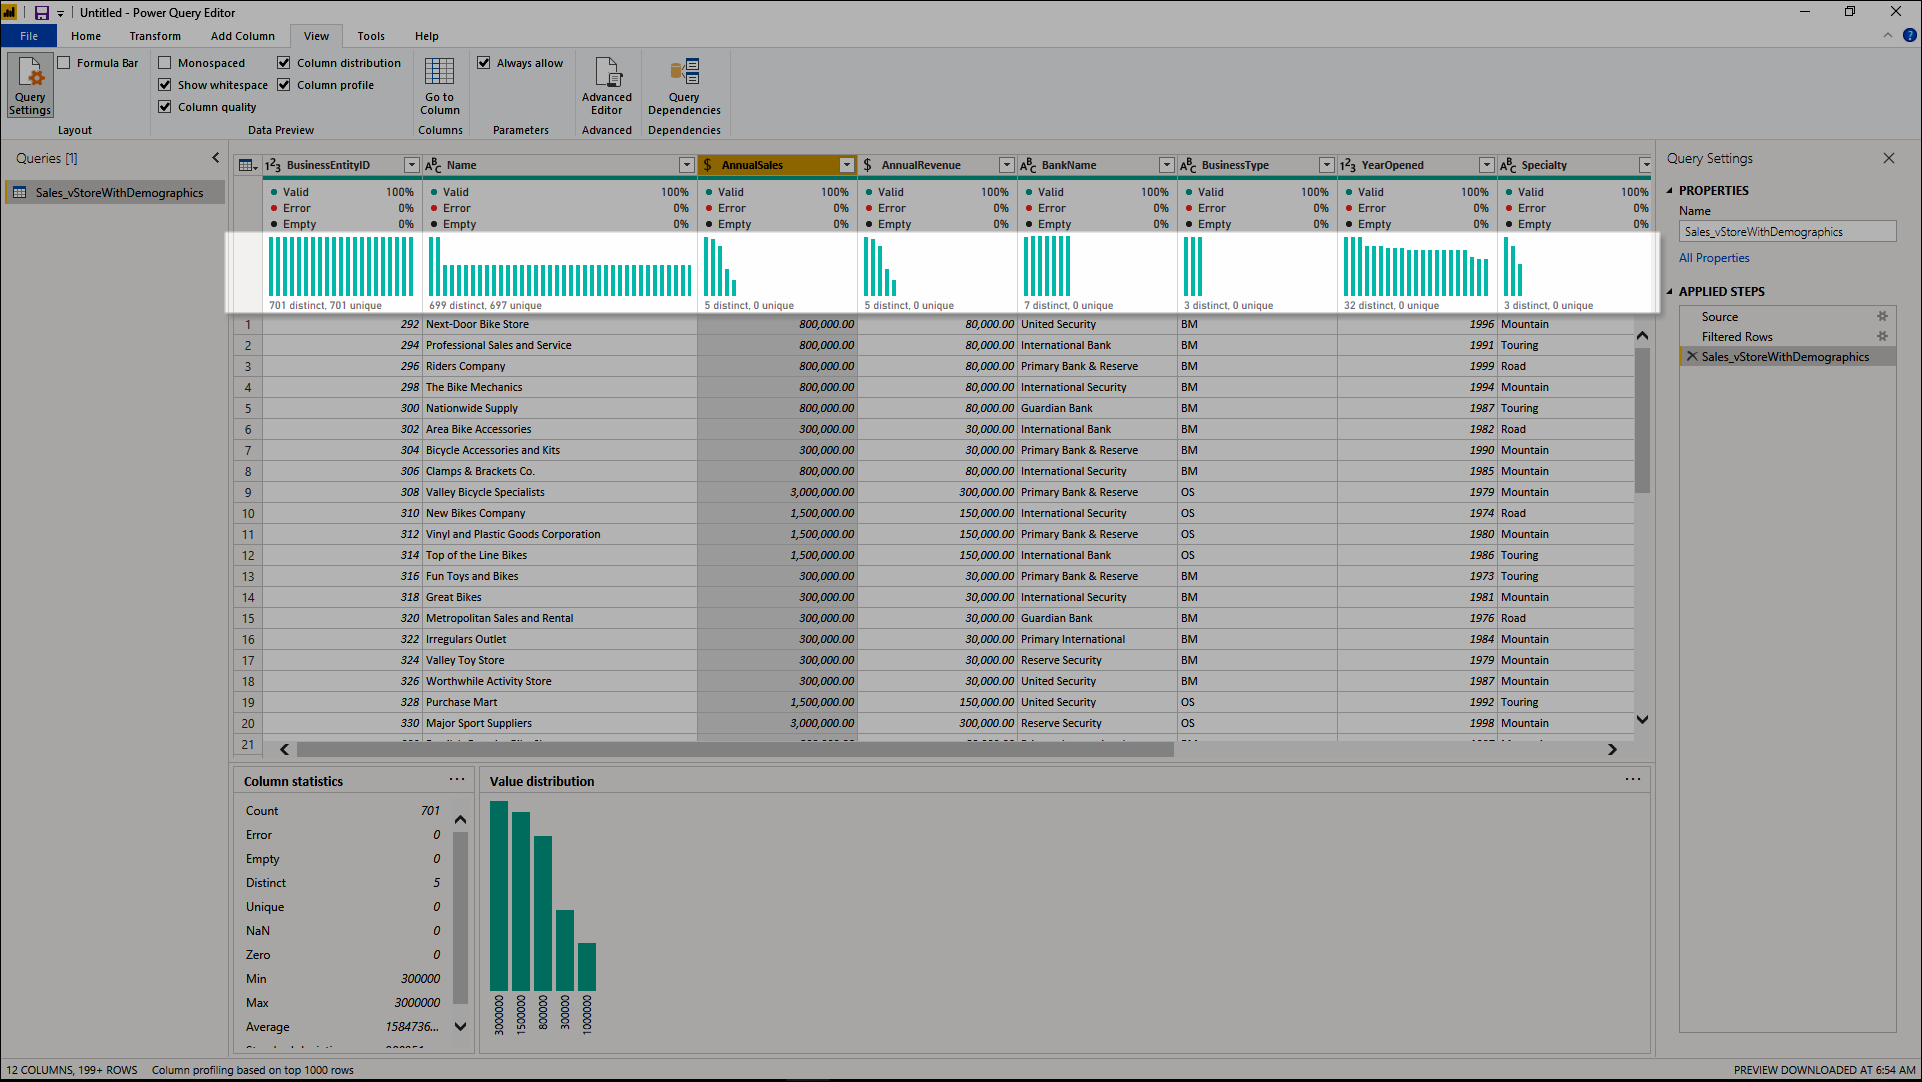 Untitled - Power Query Editor
File Home Transform Add Column View Tools Help
Query Settings
Formula Bar
Layout
Monospaced
Show whitespace
Column quality
Column distribution
Column profile
Data Preview
Go to Column
Columns
Always allow
Parameters
Advanced Editor
Advanced
Query Dependencies
Dependencies
Queries [1]
Sales_vStoreWithDemographics
BusinessEntityID Name AnnualSales AnnualRevenue BankName BusinessType YearOpened Specialty
Valid 100% Valid 100% Valid 100% Valid 100% Valid 100% Valid 100% Valid 100% Valid 100%
Error 0% Error 0% Error 0% Error 0% Error 0% Error 0% Error 0% Error 0%
Empty 0% Empty 0% Empty 0% Empty 0% Empty 0% Empty 0% Empty 0% Empty 0%
701 distinct, 701 unique 699 distinct, 697 unique 5 distinct, 0 unique 5 distinct, 0 unique 7 distinct, 0 unique 3 distinct, 0 unique 32 distinct, 0 unique 3 distinct, 0 unique
1 292 Next-Door Bike Store 800,000.00 80,000.00 United Security BM 1996 Mountain
2 294 Professional Sales and Service 800,000.00 80,000.00 International Bank BM 1991 Touring
3 296 Riders Company 800,000.00 80,000.00 Primary Bank & Reserve BM 1999 Road
4 298 The Bike Mechanics 800,000.00 80,000.00 International Security BM 1994 Mountain
5 300 Nationwide Supply 800,000.00 80,000.00 Guardian Bank BM 1987 Touring
6 302 Area Bike Accessories 300,000.00 30,000.00 International Bank BM 1982 Road
7 304 Bicycle Accessories and Kits 300,000.00 30,000.00 Primary Bank & Reserve BM 1990 Mountain
8 306 Clamps & Brackets Co. 800,000.00 80,000.00 International Security BM 1985 Mountain
9 308 Valley Bicycle Specialists 3,000,000.00 300,000.00 Primary Bank & Reserve OS 1979 Mountain
10 310 New Bikes Company 1,500,000.00 150,000.00 International Security OS 1974 Road
11 312 Vinyl and Plastic Goods Corporation 1,500,000.00 150,000.00 Primary Bank & Reserve OS 1980 Mountain
12 314 Top of the Line Bikes 1,500,000.00 150,000.00 International Bank OS 1986 Touring
13 316 Fun Toys and Bikes 300,000.00 30,000.00 Primary Bank & Reserve BM 1973 Touring
14 318 Great Bikes 300,000.00 30,000.00 International Security BM 1981 Mountain
15 320 Metropolitan Sales and Rental 300,000.00 30,000.00 Guardian Bank BM 1976 Road
16 322 Irregulars Outlet 300,000.00 30,000.00 Primary International BM 1984 Mountain
17 324 Valley Toy Store 300,000.00 30,000.00 Reserve Security BM 1979 Mountain
18 326 Worthwhile Activity Store 300,000.00 30,000.00 United Security BM 1987 Mountain
19 328 Purchase Mart 1,500,000.00 150,000.00 United Security OS 1992 Touring
20 330 Major Sport Suppliers 3,000,000.00 300,000.00 Reserve Security OS 1998 Mountain
21
Column statistics
Count 701
Error 0
Empty 0
Distinct 5
Unique 0
NaN 0
Zero 0
Min 300000
Max 3000000
Average 1584736...
Value distribution
3000000
1500000
800000
300000
1000000
Query Settings
PROPERTIES
Name
Sales_vStoreWithDemographics
All Properties
APPLIED STEPS
Source
Filtered Rows
Sales_vStoreWithDemographics
12 COLUMNS, 199+ ROWS Column profiling based on top 1000 rows
PREVIEW DOWNLOADED AT 6:54 AM